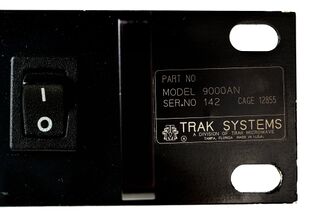 PART NO
MODEL 9000AN
SER.NO 142 CAGE 12855
TRAK SYSTEMS
A DIVISION OF TRAK MICROWAVE
TAMPA, FLORIDA MADE IN U.S.A.
I
O